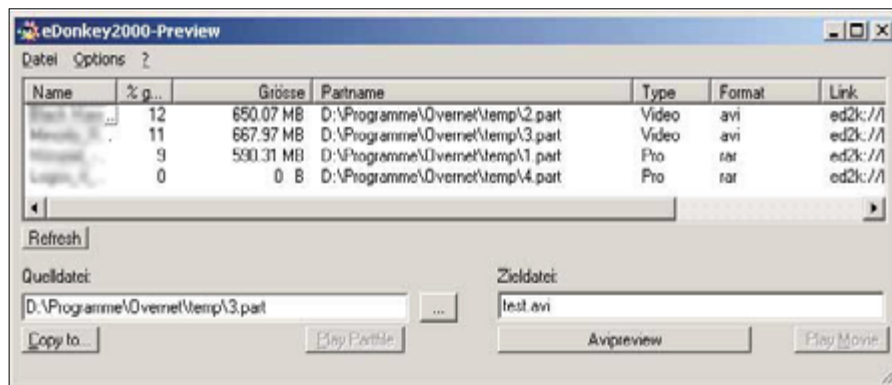 eDonkey2000-Preview
Datei Options ?
Name % g... Grösse Partname Type Format Link
... 12 650.07 MB D:\Programme\Overnet\temp\2.part Video avi ed2k://
11 667.97 MB D:\Programme\Overnet\temp\3.part Video avi ed2k://
9 590.31 MB D:\Programme\Overnet\temp\1.part Pro rar ed2k://
0 0 B D:\Programme\Overnet\temp\4.part Pro rar ed2k://
Refresh
Quelldatei: Zieldatei:
D:\Programme\Overnet\temp\3.part ... test.avi
Copy to... Play Partfile Avipreview Play Movie